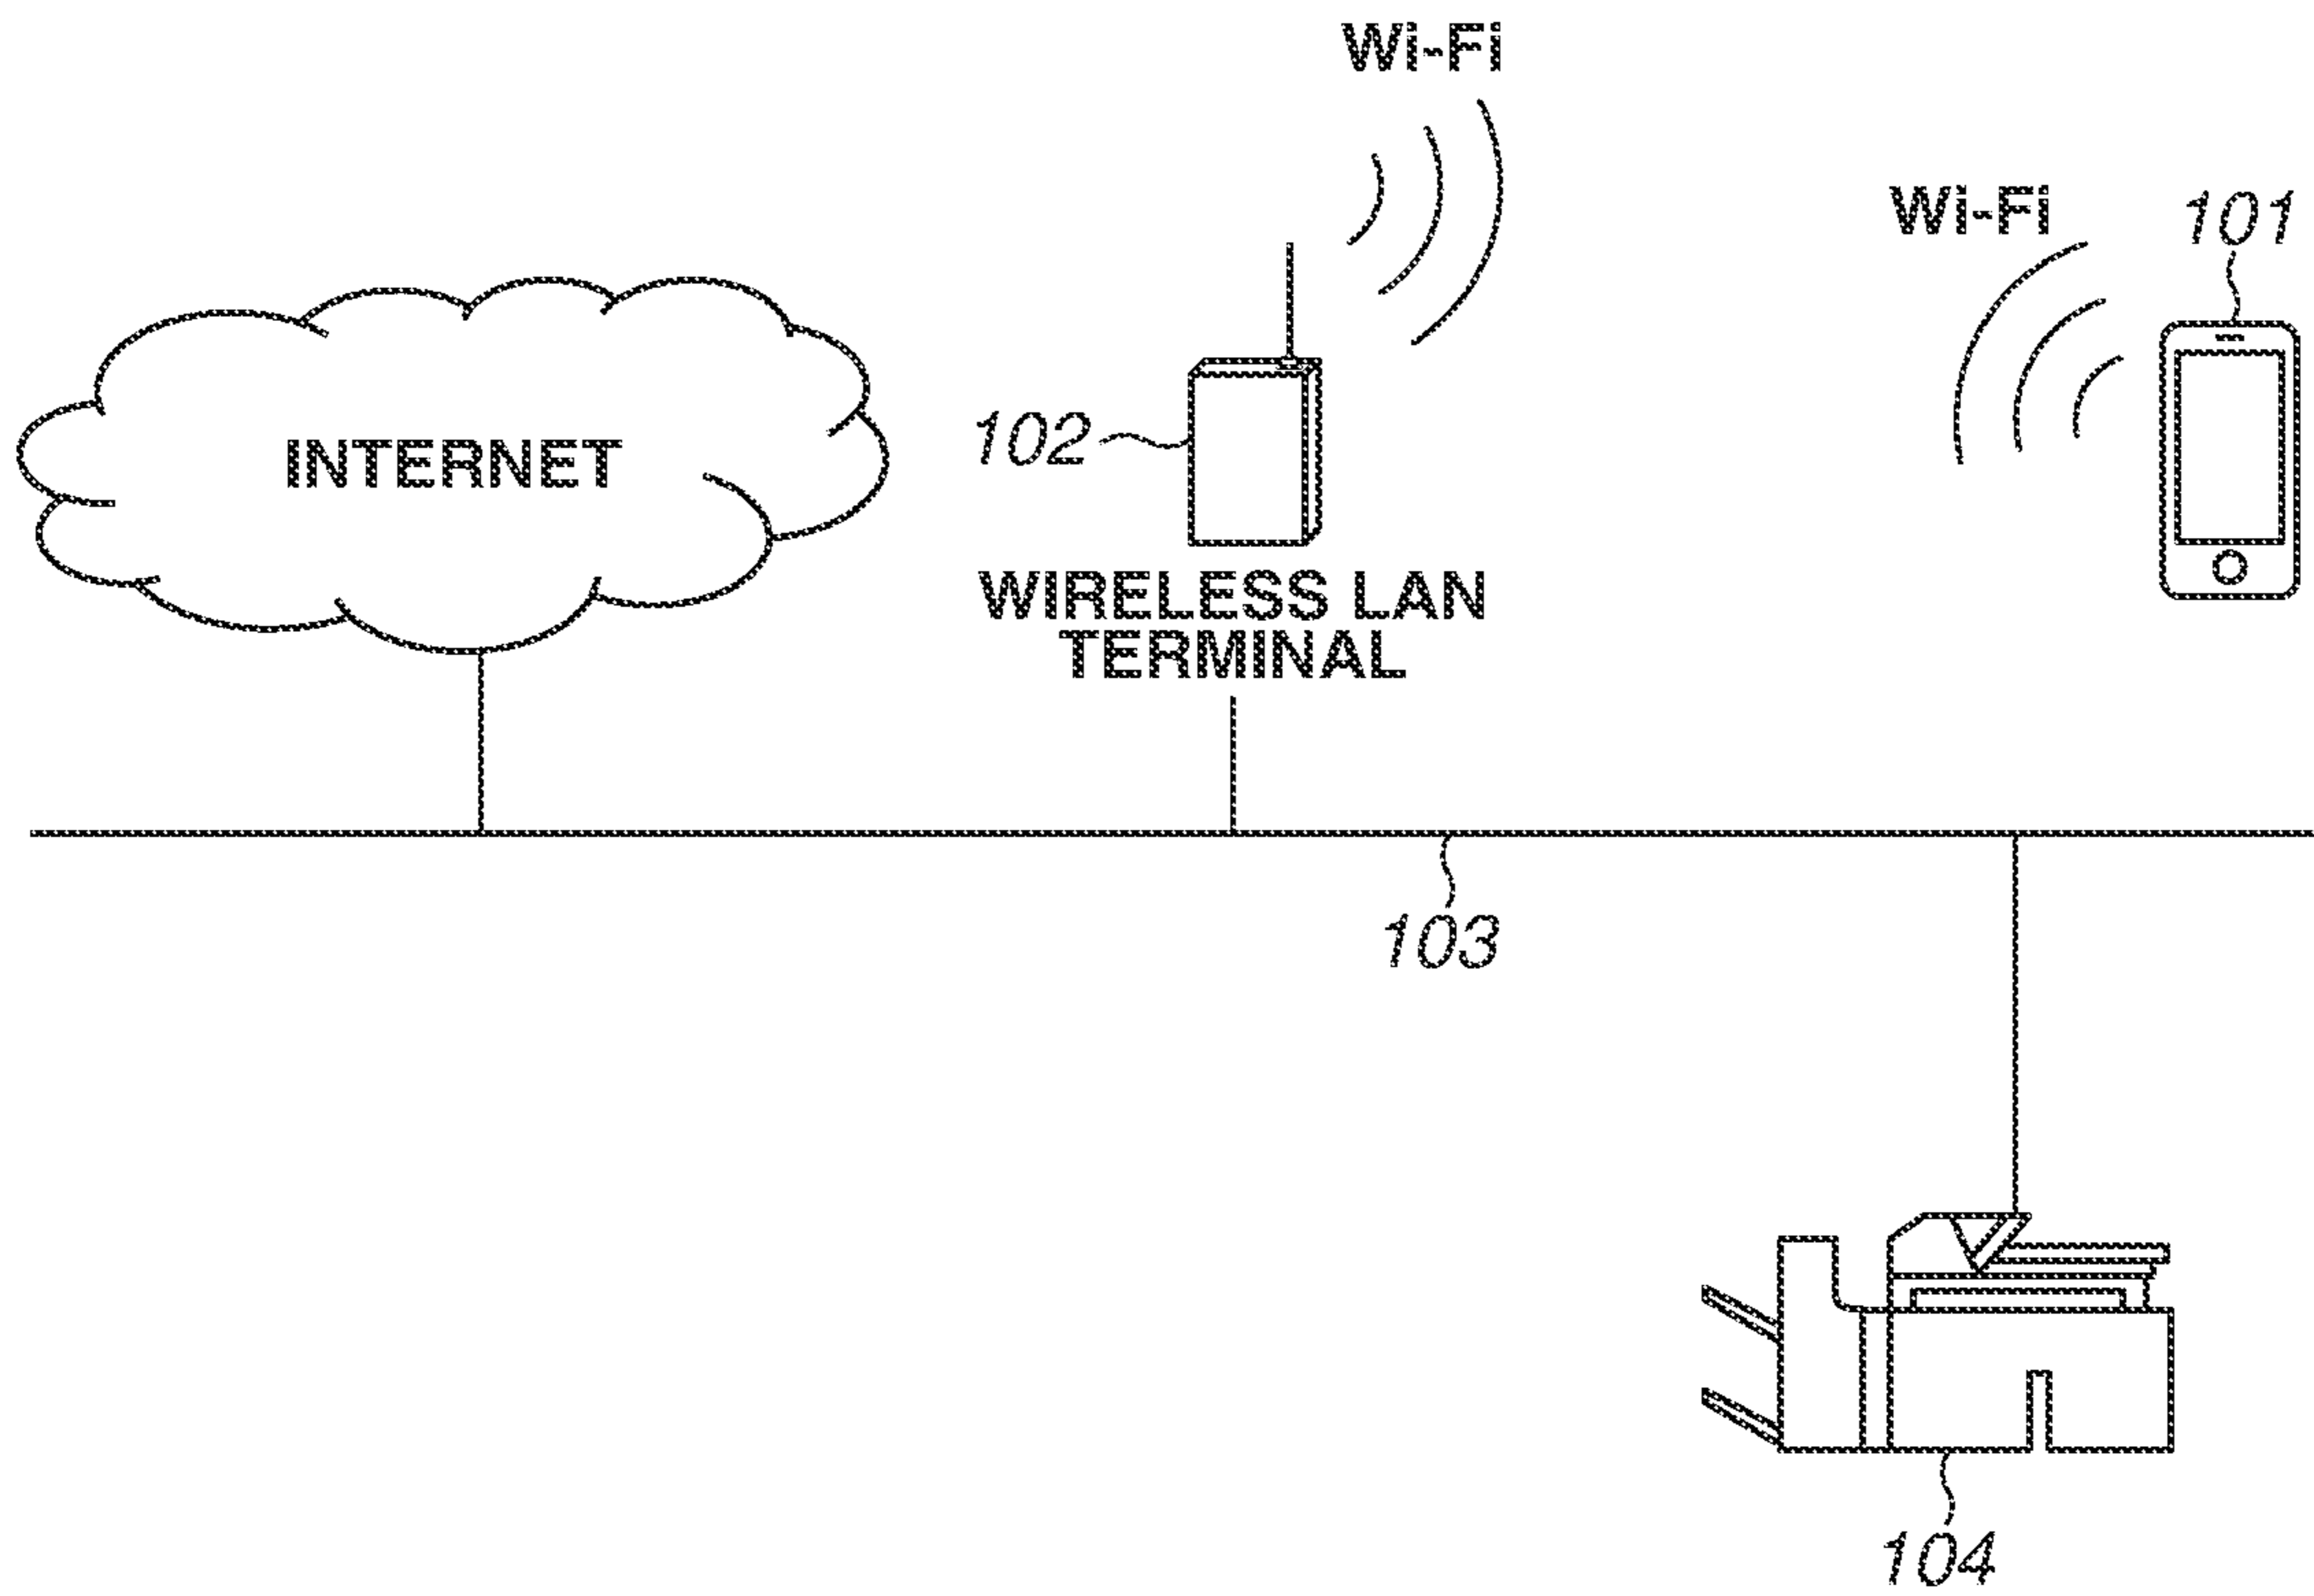 Wi-Fi
Wi-Fi
101
INTERNET
102
WIRELESS LAN
TERMINAL
103
104